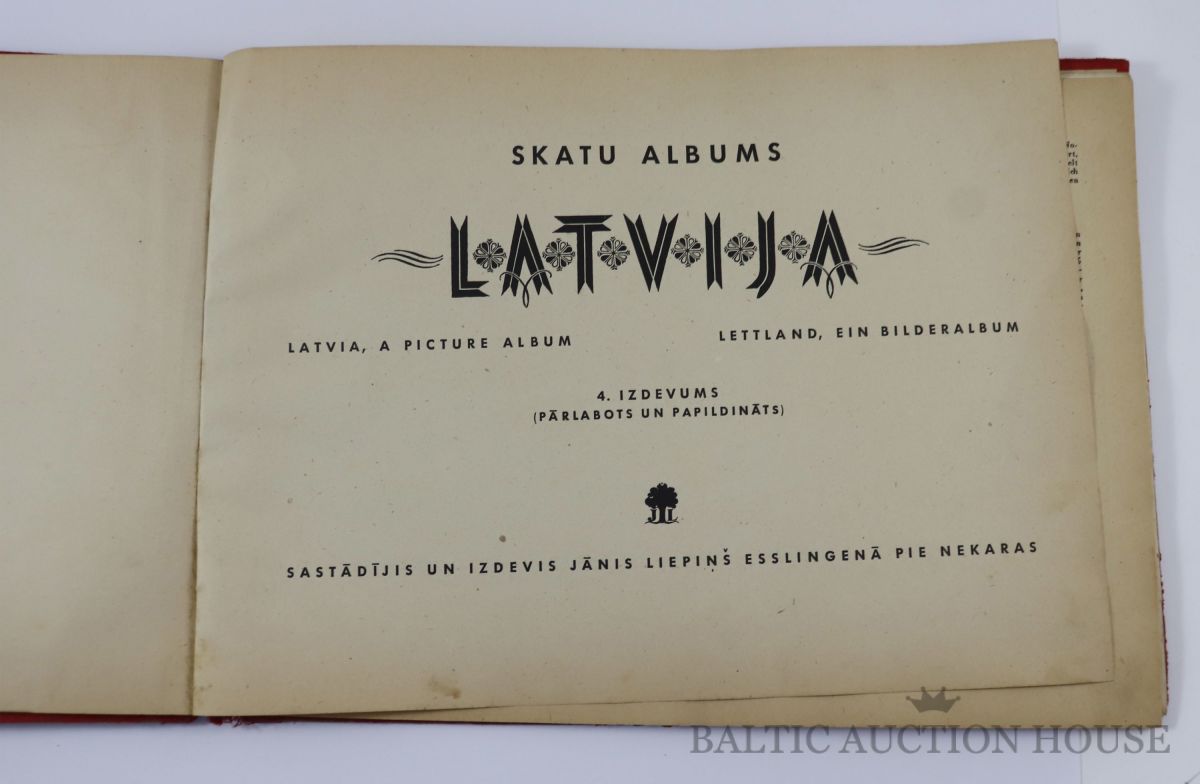 SKATU ALBUMS
LATVIJA
LATVIA, A PICTURE ALBUM
LETTLAND, EIN BILDERALBUM
4. IZDEVUMS
(PĀRLABOTS UN PAPILDINĀTS)
JL
SASTĀDĪJIS UN IZDEVIS JĀNIS LIEPIŅŠ ESSLINGENĀ PIE NEKARAS
BALTIC AUCTION HOUSE